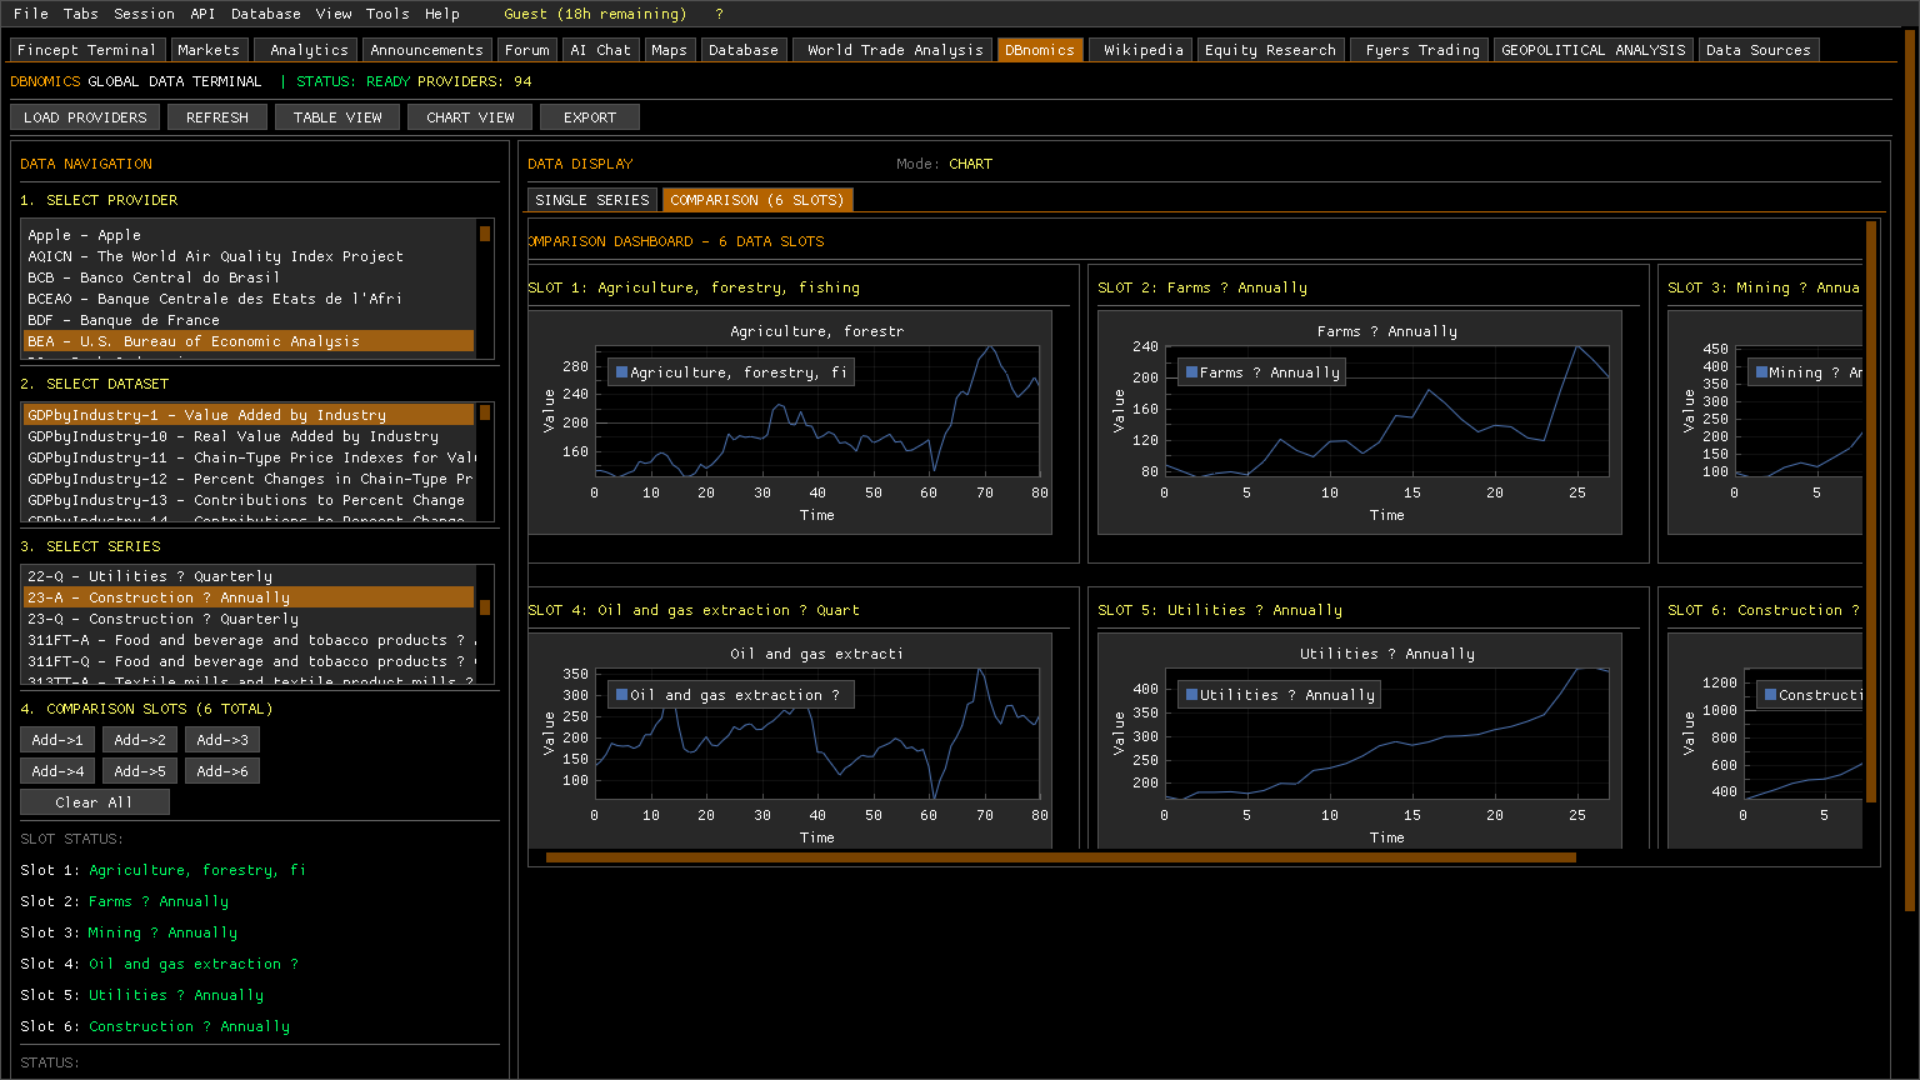 File Tabs Session API Database View Tools Help Guest (18h remaining) ?
Fincept Terminal Markets Analytics Announcements Forum AI Chat Maps Database World Trade Analysis DBnomics Wikipedia Equity Research Fyers Trading GEOPOLITICAL ANALYSIS Data Sources
DBNOMICS GLOBAL DATA TERMINAL | STATUS: READY PROVIDERS: 94
LOAD PROVIDERS REFRESH TABLE VIEW CHART VIEW EXPORT
DATA NAVIGATION
1. SELECT PROVIDER
Apple - Apple
AQICN - The World Air Quality Index Project
BCB - Banco Central do Brasil
BCEAO - Banque Centrale des Etats de l'Afri
BDF - Banque de France
BEA - U.S. Bureau of Economic Analysis
2. SELECT DATASET
GDPbyIndustry-1 - Value Added by Industry
GDPbyIndustry-10 - Real Value Added by Industry
GDPbyIndustry-11 - Chain-Type Price Indexes for Val
GDPbyIndustry-12 - Percent Changes in Chain-Type Pr
GDPbyIndustry-13 - Contributions to Percent Change
GDPbyIndustry-14 - Contributions to Percent Change
3. SELECT SERIES
22-Q - Utilities ? Quarterly
23-A - Construction ? Annually
23-Q - Construction ? Quarterly
311FT-A - Food and beverage and tobacco products ?
311FT-Q - Food and beverage and tobacco products ?
313TT-A - Textile mills and textile product mills ?
4. COMPARISON SLOTS (6 TOTAL)
Add->1 Add->2 Add->3
Add->4 Add->5 Add->6
Clear All
SLOT STATUS:
Slot 1: Agriculture, forestry, fi
Slot 2: Farms ? Annually
Slot 3: Mining ? Annually
Slot 4: Oil and gas extraction ?
Slot 5: Utilities ? Annually
Slot 6: Construction ? Annually
STATUS:
DATA DISPLAY Mode: CHART
SINGLE SERIES COMPARISON (6 SLOTS)
OMPARISON DASHBOARD - 6 DATA SLOTS
SLOT 1: Agriculture, forestry, fishing
Agriculture, forestr
Agriculture, forestry, fi
Value
280
240
200
160
0 10 20 30 40 50 60 70 80
Time
SLOT 2: Farms ? Annually
Farms ? Annually
Farms ? Annually
Value
240
200
160
120
80
0 5 10 15 20 25
Time
SLOT 3: Mining ? Annua
Mining ? An
Value
450
400
350
300
250
200
150
100
0 5
SLOT 4: Oil and gas extraction ? Quart
Oil and gas extracti
Oil and gas extraction ?
Value
350
300
250
200
150
100
0 10 20 30 40 50 60 70 80
Time
SLOT 5: Utilities ? Annually
Utilities ? Annually
Utilities ? Annually
Value
400
350
300
250
200
0 5 10 15 20 25
Time
SLOT 6: Construction ?
Constructi
Value
1200
1000
800
600
400
0 5